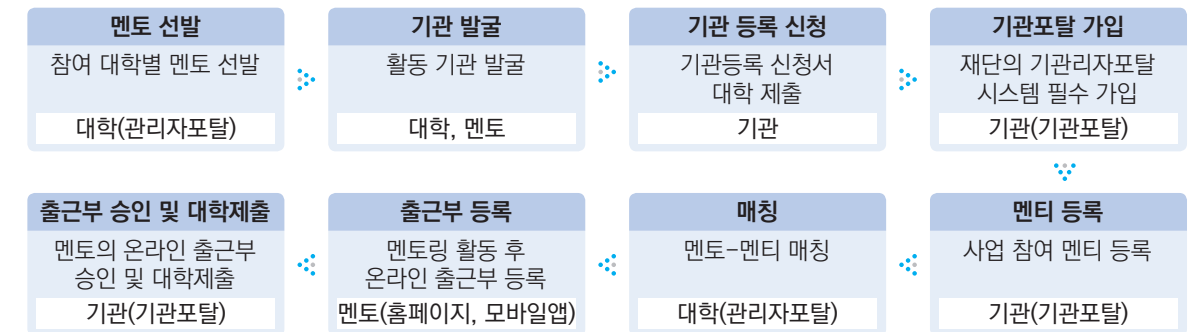 멘토 선발
참여 대학별 멘토 선발
대학(관리자포탈)
기관 발굴
활동 기관 발굴
대학, 멘토
기관 등록 신청
기관등록 신청서
대학 제출
기관
기관포탈 가입
재단의 기관리자포탈
시스템 필수 가입
기관(기관포탈)
멘티 등록
사업 참여 멘티 등록
기관(기관포탈)
매칭
멘토-멘티 매칭
대학(관리자포탈)
출근부 등록
멘토링 활동 후
온라인 출근부 등록
멘토(홈페이지, 모바일앱)
출근부 승인 및 대학제출
멘토의 온라인 출근부
승인 및 대학제출
기관(기관포탈)